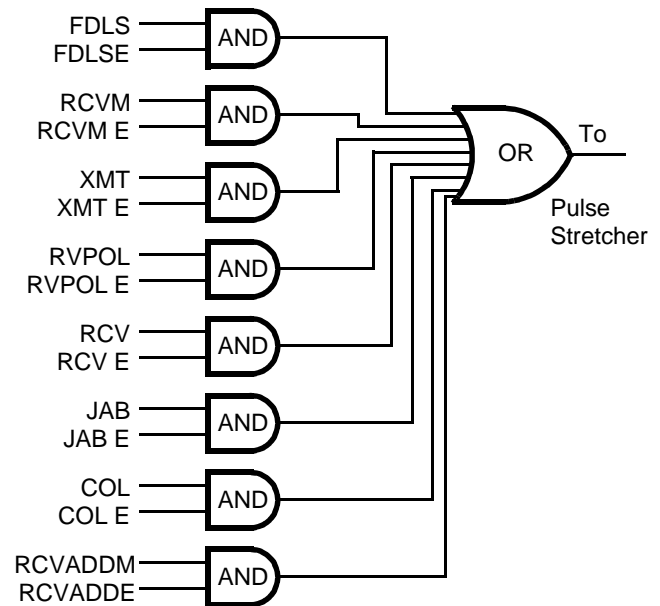 FDLS
FDLSE
AND
RCVM
RCVM E
AND
XMT
XMT E
AND
RVPOL
RVPOL E
AND
RCV
RCV E
AND
JAB
JAB E
AND
COL
COL E
AND
RCVADDM
RCVADDE
AND
OR
To
Pulse
Stretcher